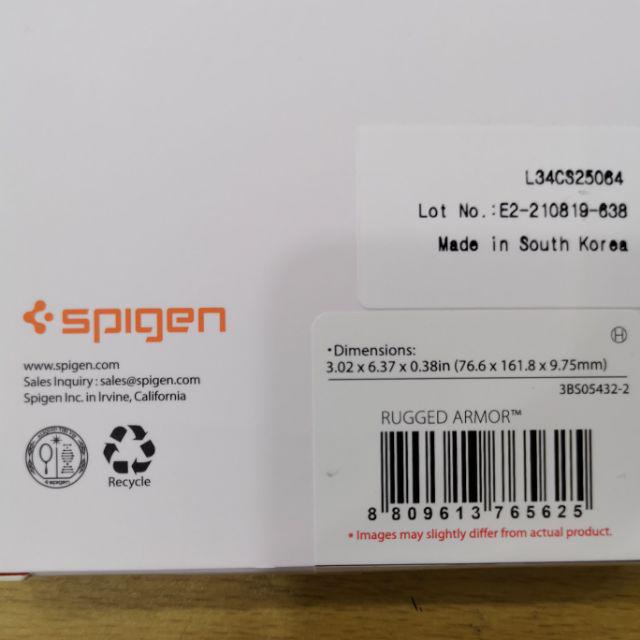 L34CS25064
Lot No.:E2-210819-638
Made in South Korea
spigen
www.spigen.com
Sales Inquiry : sales@spigen.com
Spigen Inc. in Irvine, California
spigen
Recycle
H
•Dimensions:
3.02 x 6.37 x 0.38in (76.6 x 161.8 x 9.75mm)
3BS05432-2
RUGGED ARMOR™
8 809613 765625
* Images may slightly differ from actual product.